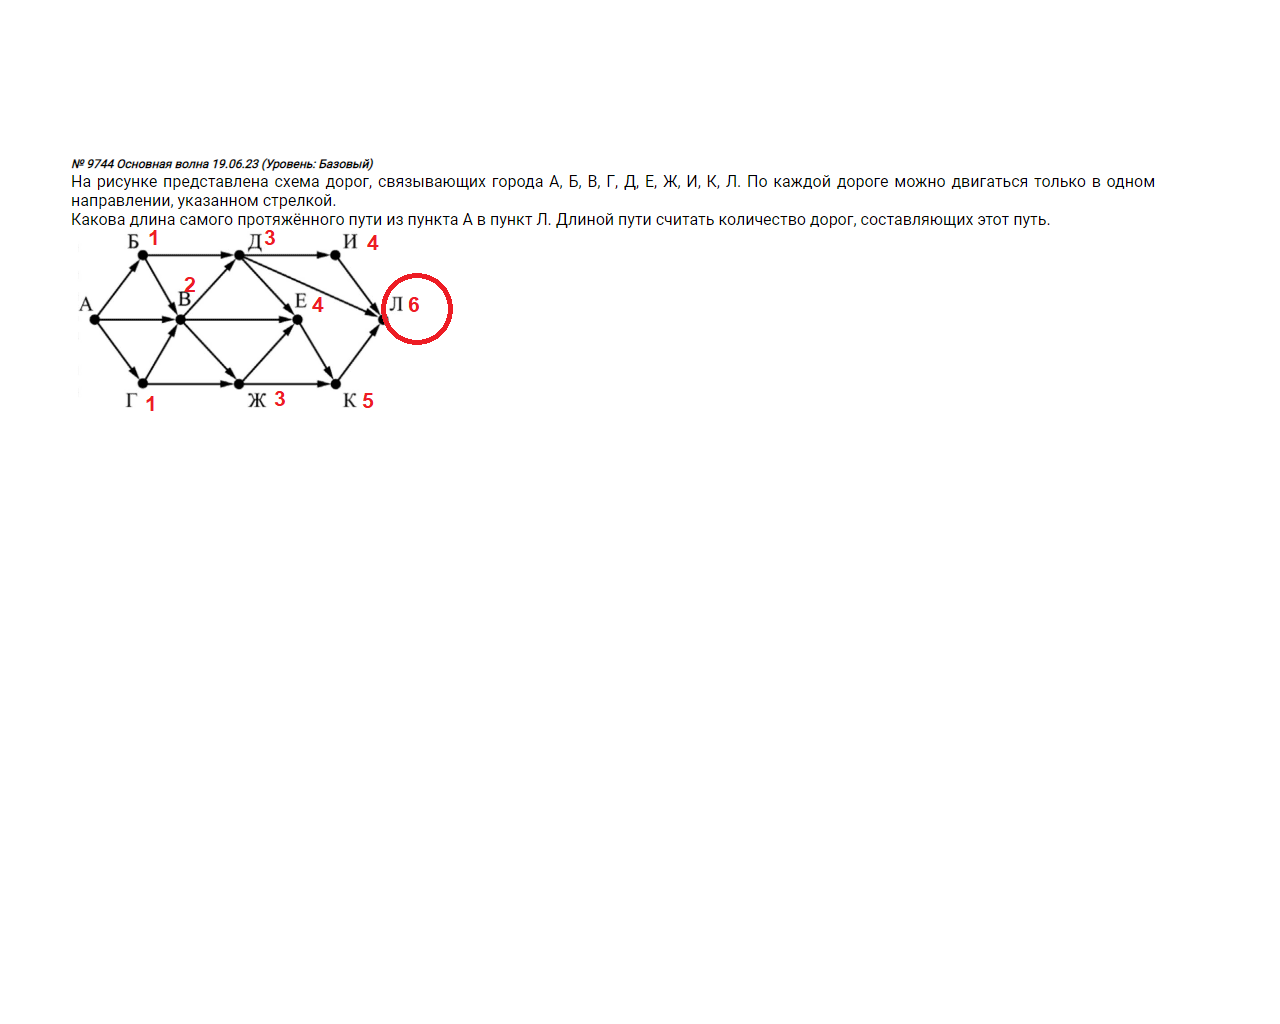 № 9744 Основная волна 19.06.23 (Уровень: Базовый)
На рисунке представлена схема дорог, связывающих города А, Б, В, Г, Д, Е, Ж, И, К, Л. По каждой дороге можно двигаться только в одном
направлении, указанном стрелкой.
Какова длина самого протяжённого пути из пункта А в пункт Л. Длиной пути считать количество дорог, составляющих этот путь.
Б 1 Д 3 И 4
2
А В Е 4 Л 6
Г 1 Ж 3 К 5